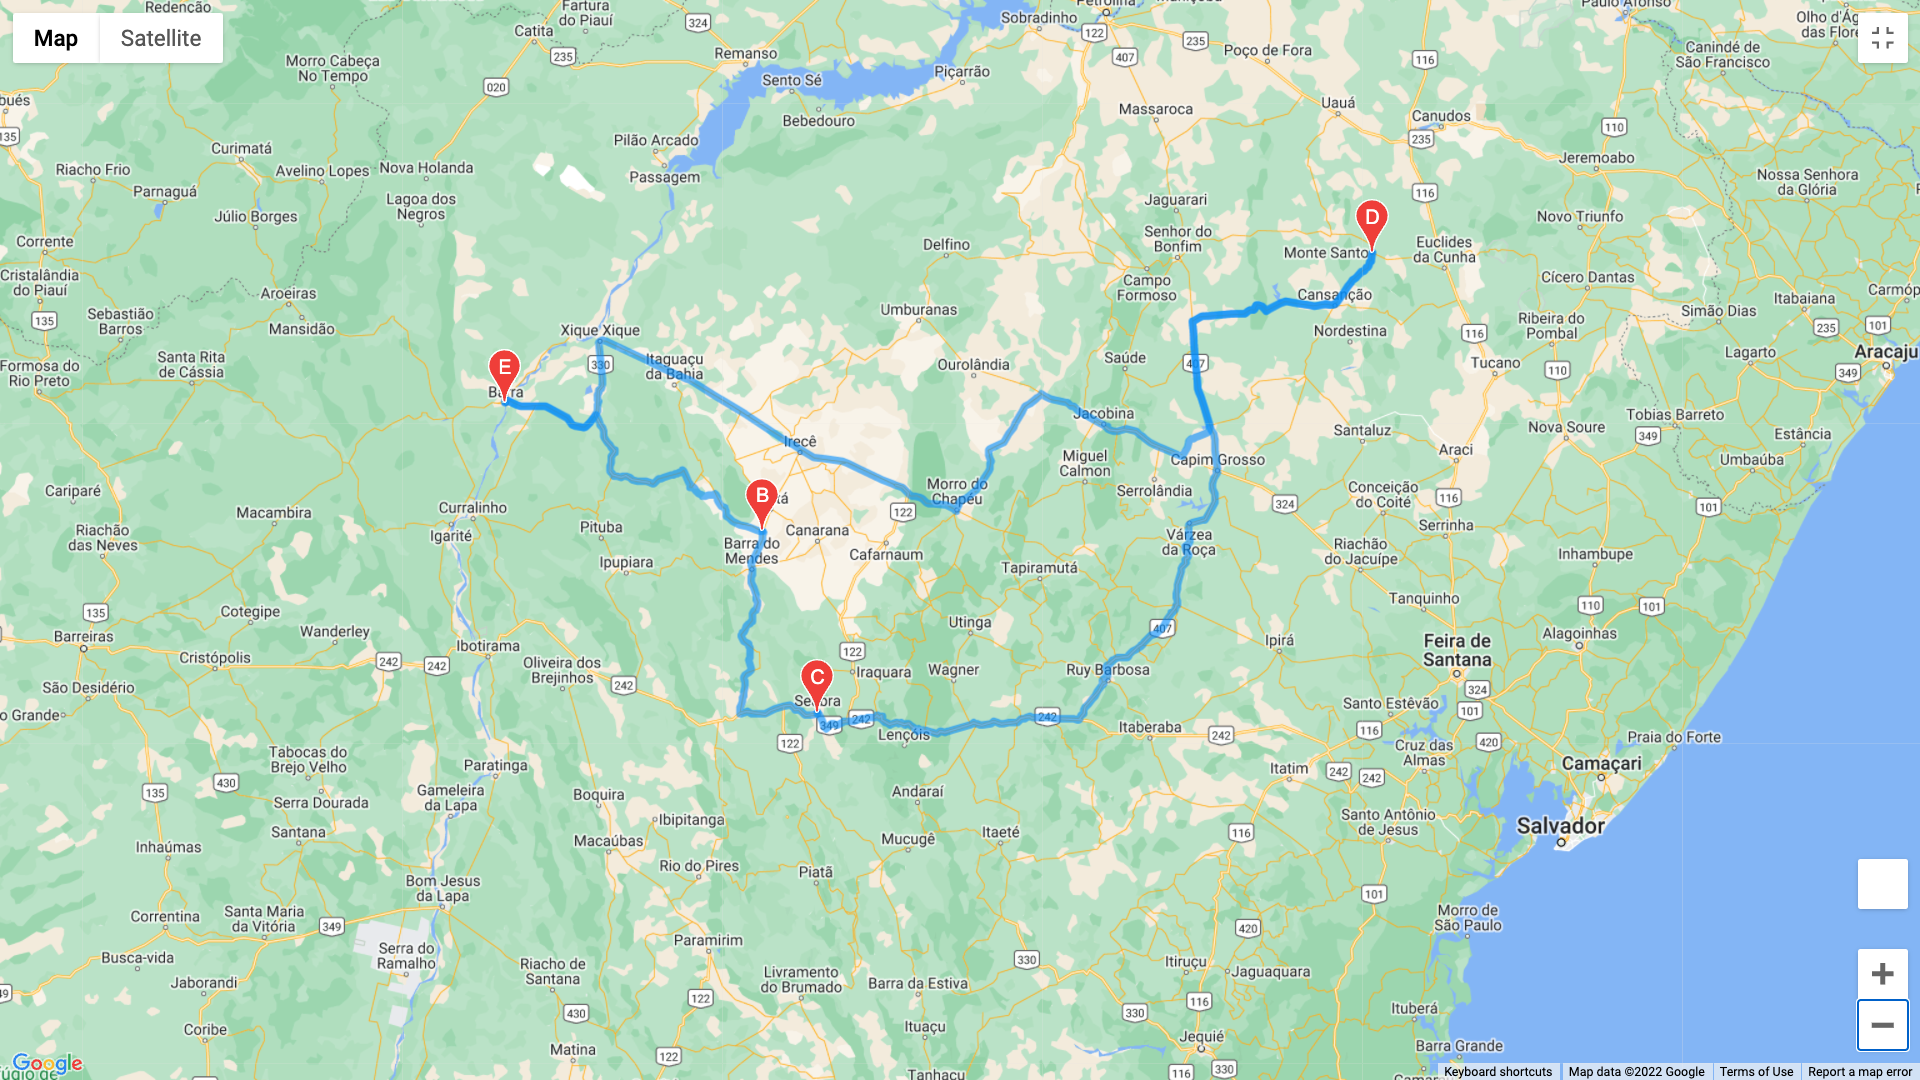 Map
Satellite
Redenção
Fartura
do Piauí
Catita
324
235
Remanso
Sobradinho
122
407
235
Poço de Fora
Paulo Afonso
116
Canindé de
São Francisco
Morro Cabeça
No Tempo
020
Sento Sé
Piçarrão
Massaroca
Uauá
Canudos
235
110
Bebedouro
135
Pilão Arcado
Passagem
Curimatá
Riacho Frio
Avelino Lopes
Nova Holanda
Parnaguá
Lagoa dos
Negros
Júlio Borges
Corrente
Jeremoabo
Nossa Senhora
da Glória
116
Jaguarari
D
Novo Triunfo
Senhor do
Bonfim
Monte Santo
Euclides
da Cunha
Delfino
Cristalândia
do Piauí
Campo
Formoso
Cansanção
Cícero Dantas
Itabaiana
Aroeiras
Sebastião
Barros
135
Mansidão
Umburanas
Xique Xique
Nordestina
116
Ribeira do
Pombal
Simão Dias
235
101
Aracaju
Santa Rita
de Cássia
Formosa do
Rio Preto
E
Barra
330
Itaguaçu
da Bahia
Ourolândia
Saúde
407
Tucano
110
Lagarto
349
Jacobina
Tobias Barreto
349
Estância
Nova Soure
Santaluz
Araci
Irecê
Miguel
Calmon
Capim Grosso
Umbaúba
Cariparé
Macambira
Riachão
das Neves
Curralinho
Igarité
Pituba
B
Canarana
122
Morro do
Chapéu
Serrolândia
324
Conceição
do Coité
116
101
Serrinha
Barra do
Mendes
Cafarnaum
Várzea
da Roça
Riachão
do Jacuípe
Inhambupe
Ipupiara
Tapiramutá
135
Cotegipe
Tanquinho
110
101
Barreiras
Wanderley
Ibotirama
Utinga
407
Ipirá
Feira de
Santana
Alagoinhas
Cristópolis
242
242
Oliveira dos
Brejinhos
122
Iraquara
Wagner
Ruy Barbosa
São Desidério
242
C
324
101
Santo Estêvão
349
242
Lençóis
242
Itaberaba
242
116
420
Praia do Forte
122
Tabocas do
Brejo Velho
Paratinga
Cruz das
Almas
Camaçari
430
135
Itatim
242
242
Gameleira
da Lapa
Boquira
Andaraí
Serra Dourada
Ibipitanga
Santo Antônio
de Jesus
Salvador
Santana
Inhaúmas
Macaúbas
Mucugê
Itaeté
116
Rio do Pires
Piatã
Bom Jesus
da Lapa
101
Correntina
Santa Maria
da Vitória
349
Morro de
São Paulo
420
Serra do
Ramalho
Paramirim
Busca-vida
Riacho de
Santana
Livramento
do Brumado
Barra da Estiva
330
Itiruçu
Jaguaquara
Jaborandi
122
116
Ituberá
430
330
Coribe
Ituaçu
Jequié
Barra Grande
Matina
122
116
330
Tanhaçu
Google
Keyboard shortcuts
Map data ©2022 Google
Terms of Use
Report a map error